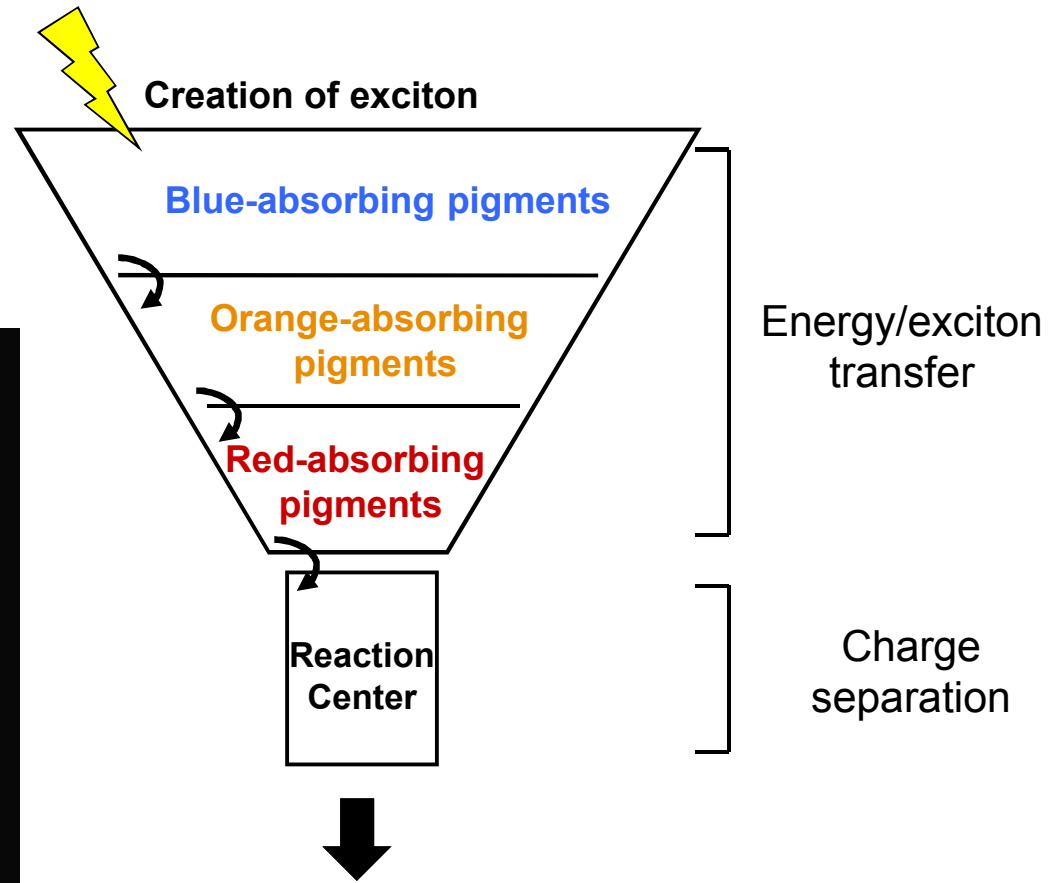 Creation of exciton
Blue-absorbing pigments
Orange-absorbing
pigments
Red-absorbing
pigments
Energy/exciton
transfer
Reaction
Center
Charge
separation